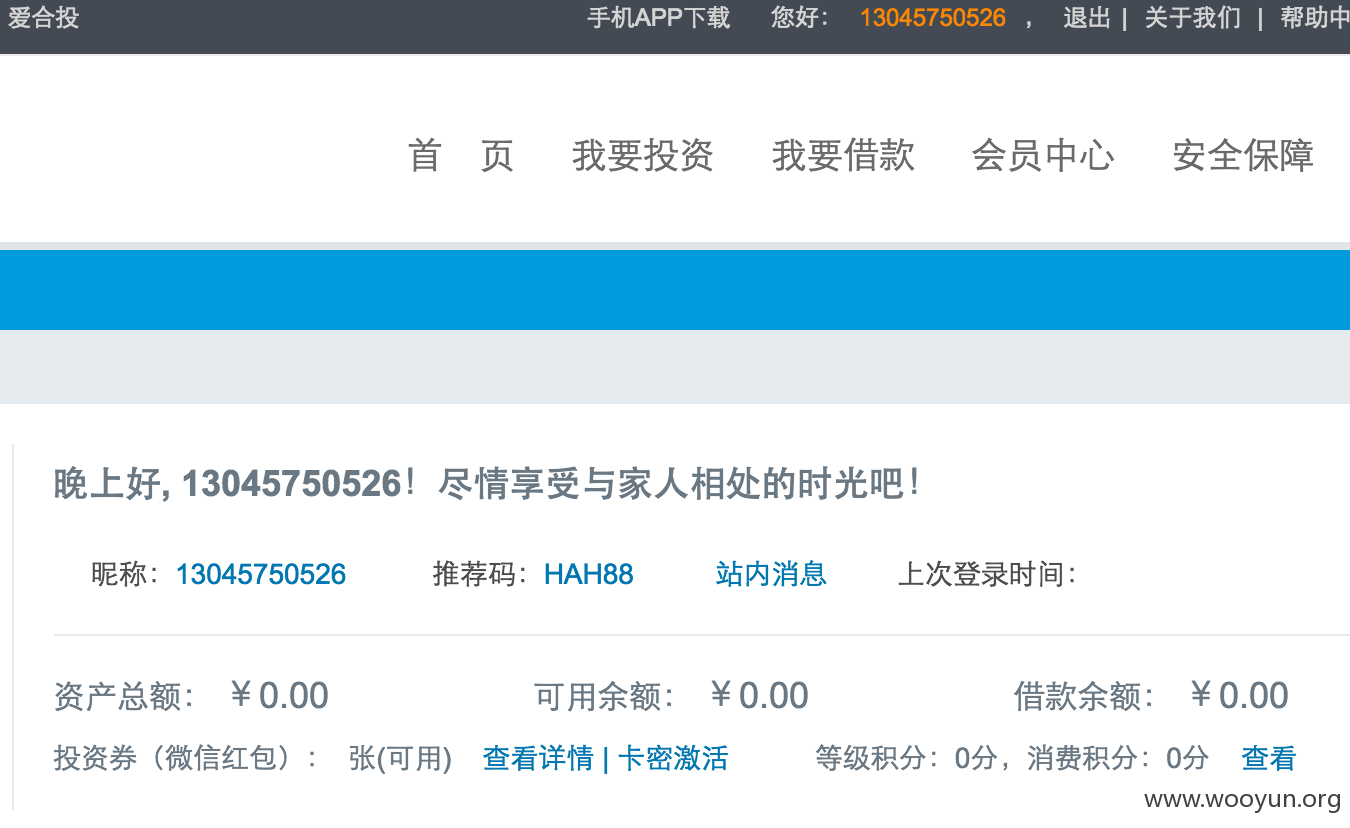 爱合投 手机APP下载 您好： 13045750526 ， 退出 | 关于我们 | 帮助中
首 页 我要投资 我要借款 会员中心 安全保障
晚上好, 13045750526！尽情享受与家人相处的时光吧！
昵称：13045750526 推荐码：HAH88 站内消息 上次登录时间：
资产总额： ￥0.00 可用余额： ￥0.00 借款余额： ￥0.00
投资券（微信红包）： 张(可用) 查看详情 | 卡密激活 等级积分：0分，消费积分：0分 查看
www.wooyun.org